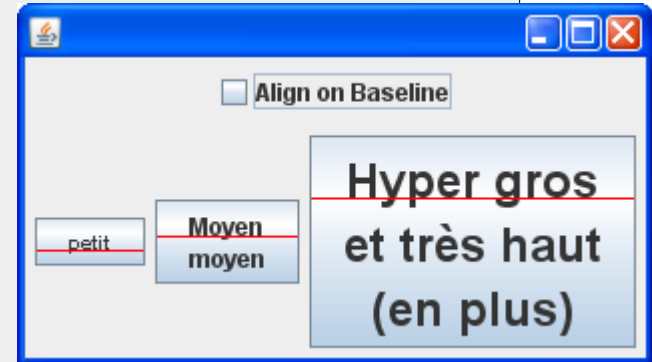 Align on Baseline
petit
Moyen
moyen
Hyper gros
et très haut
(en plus)